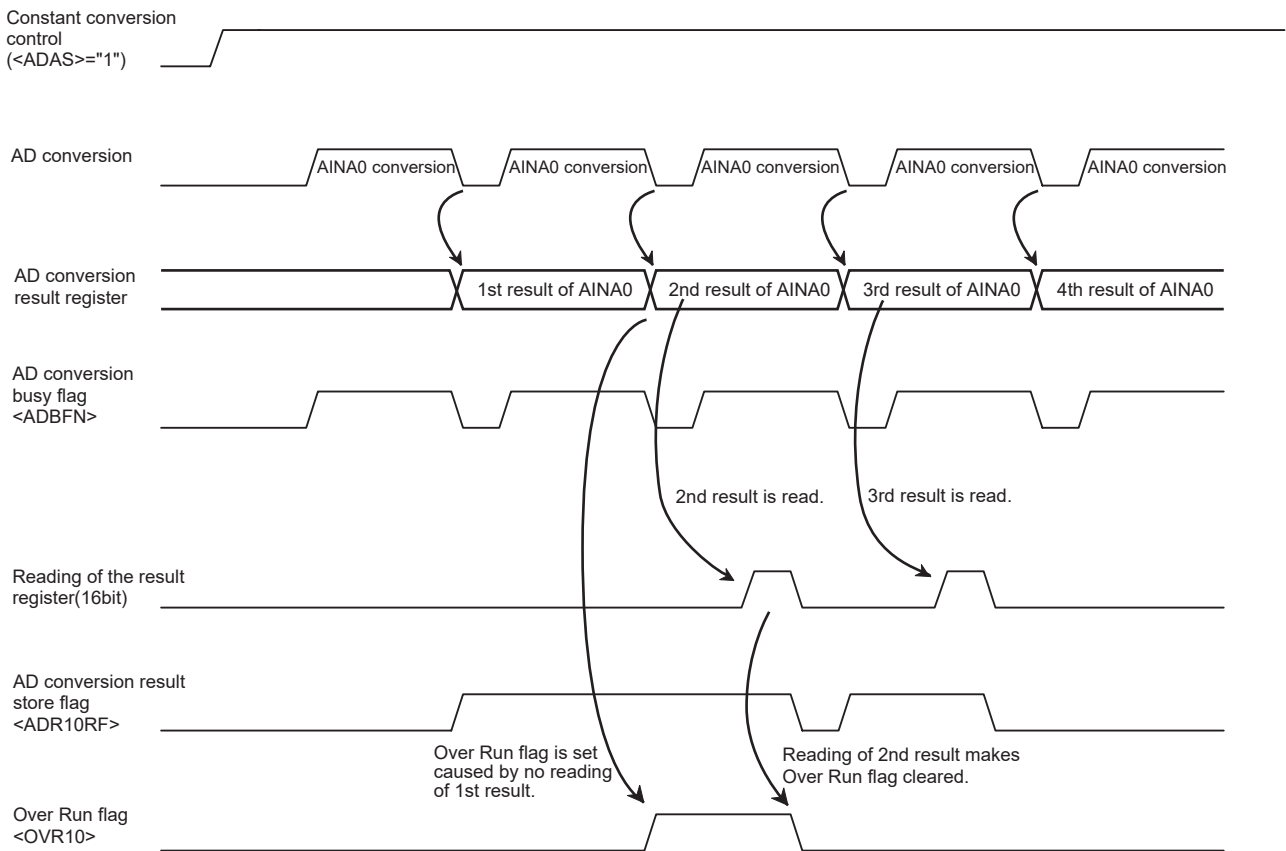 Constant conversion
control
(<ADAS>="1")
AD conversion
AINA0 conversion
AINA0 conversion
AINA0 conversion
AINA0 conversion
AINA0 conversion
AD conversion
result register
1st result of AINA0
2nd result of AINA0
3rd result of AINA0
4th result of AINA0
AD conversion
busy flag
<ADBFN>
2nd result is read.
3rd result is read.
Reading of the result
register(16bit)
AD conversion result
store flag
<ADR10RF>
Over Run flag is set
caused by no reading
of 1st result.
Reading of 2nd result makes
Over Run flag cleared.
Over Run flag
<OVR10>